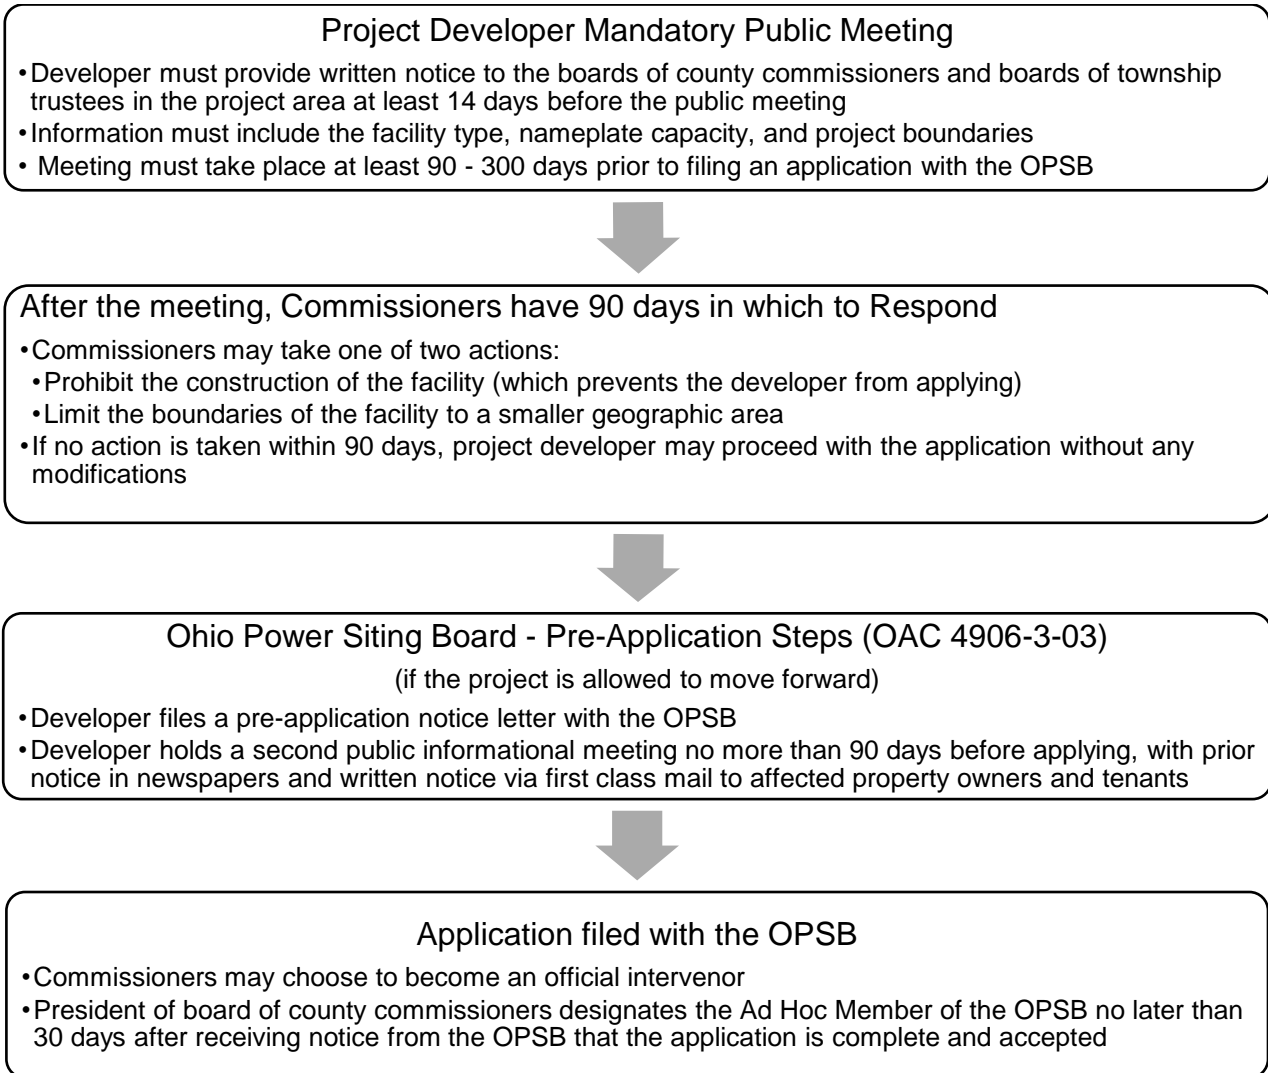 Project Developer Mandatory Public Meeting
•Developer must provide written notice to the boards of county commissioners and boards of township
trustees in the project area at least 14 days before the public meeting
•Information must include the facility type, nameplate capacity, and project boundaries
• Meeting must take place at least 90 - 300 days prior to filing an application with the OPSB
After the meeting, Commissioners have 90 days in which to Respond
•Commissioners may take one of two actions:
•Prohibit the construction of the facility (which prevents the developer from applying)
•Limit the boundaries of the facility to a smaller geographic area
•If no action is taken within 90 days, project developer may proceed with the application without any
modifications
Ohio Power Siting Board - Pre-Application Steps (OAC 4906-3-03)
(if the project is allowed to move forward)
•Developer files a pre-application notice letter with the OPSB
•Developer holds a second public informational meeting no more than 90 days before applying, with prior
notice in newspapers and written notice via first class mail to affected property owners and tenants
Application filed with the OPSB
•Commissioners may choose to become an official intervenor
•President of board of county commissioners designates the Ad Hoc Member of the OPSB no later than
30 days after receiving notice from the OPSB that the application is complete and accepted